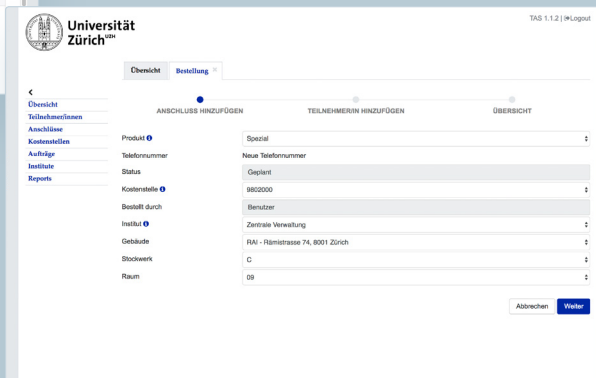 TAS 1.1.2 | Logout
Universität
Zürich UZH
Übersicht Bestellung ×
Übersicht
Teilnehmer/innen
Anschlüsse
Kostenstellen
Aufträge
Institute
Reports
ANSCHLUSS HINZUFÜGEN TEILNEHMER/IN HINZUFÜGEN ÜBERSICHT
Produkt Spezial
Telefonnummer Neue Telefonnummer
Status Geplant
Kostenstelle 9802000
Bestellt durch Benutzer
Institut Zentrale Verwaltung
Gebäude RAI - Rämistrasse 74, 8001 Zürich
Stockwerk C
Raum 09
Abbrechen Weiter